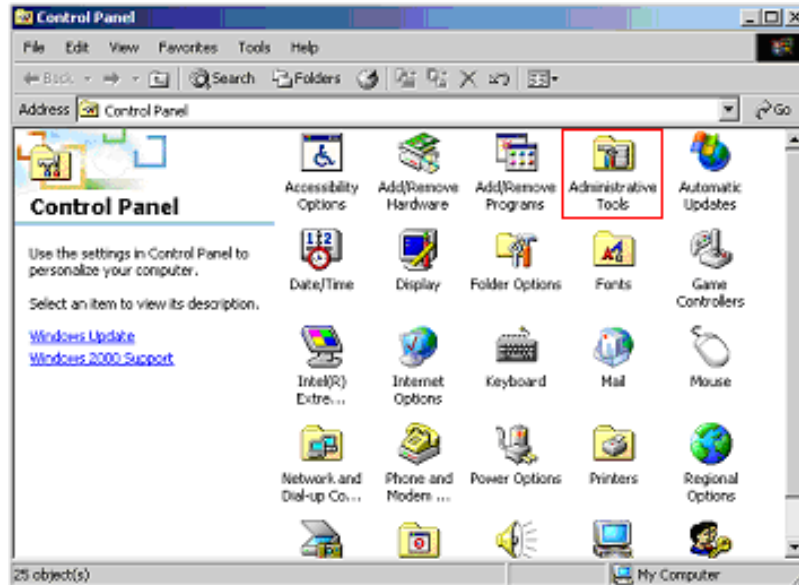 Control Panel
File Edit View Favorites Tools Help
Back Search Folders
Address Control Panel Go
Control Panel
Use the settings in Control Panel to
personalize your computer.
Select an item to view its description.
Windows Update
Windows 2000 Support
Accessibility
Options
Add/Remove
Hardware
Add/Remove
Programs
Administrative
Tools
Automatic
Updates
Date/Time
Display
Folder Options
Fonts
Game
Controllers
Intel(R)
Extre...
Internet
Options
Keyboard
Mail
Mouse
Network and
Dial-up Co...
Phone and
Modem ...
Power Options
Printers
Regional
Options
25 object(s)
My Computer